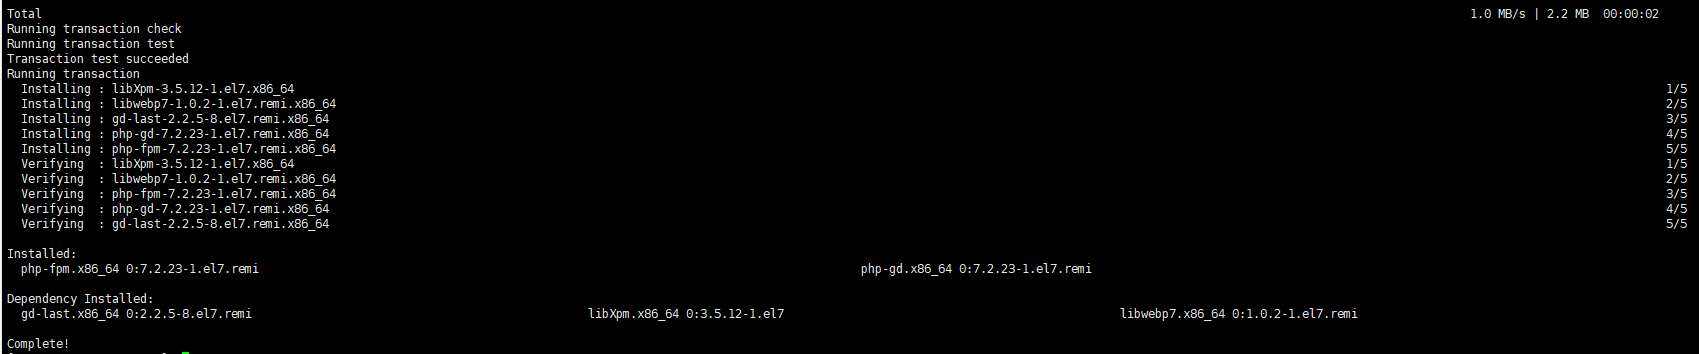 Total 1.0 MB/s | 2.2 MB 00:00:02
Running transaction check
Running transaction test
Transaction test succeeded
Running transaction
Installing : libXpm-3.5.12-1.el7.x86_64 1/5
Installing : libwebp7-1.0.2-1.el7.remi.x86_64 2/5
Installing : gd-last-2.2.5-8.el7.remi.x86_64 3/5
Installing : php-gd-7.2.23-1.el7.remi.x86_64 4/5
Installing : php-fpm-7.2.23-1.el7.remi.x86_64 5/5
Verifying : libXpm-3.5.12-1.el7.x86_64 1/5
Verifying : libwebp7-1.0.2-1.el7.remi.x86_64 2/5
Verifying : php-fpm-7.2.23-1.el7.remi.x86_64 3/5
Verifying : php-gd-7.2.23-1.el7.remi.x86_64 4/5
Verifying : gd-last-2.2.5-8.el7.remi.x86_64 5/5
Installed:
php-fpm.x86_64 0:7.2.23-1.el7.remi php-gd.x86_64 0:7.2.23-1.el7.remi
Dependency Installed:
gd-last.x86_64 0:2.2.5-8.el7.remi libXpm.x86_64 0:3.5.12-1.el7 libwebp7.x86_64 0:1.0.2-1.el7.remi
Complete!